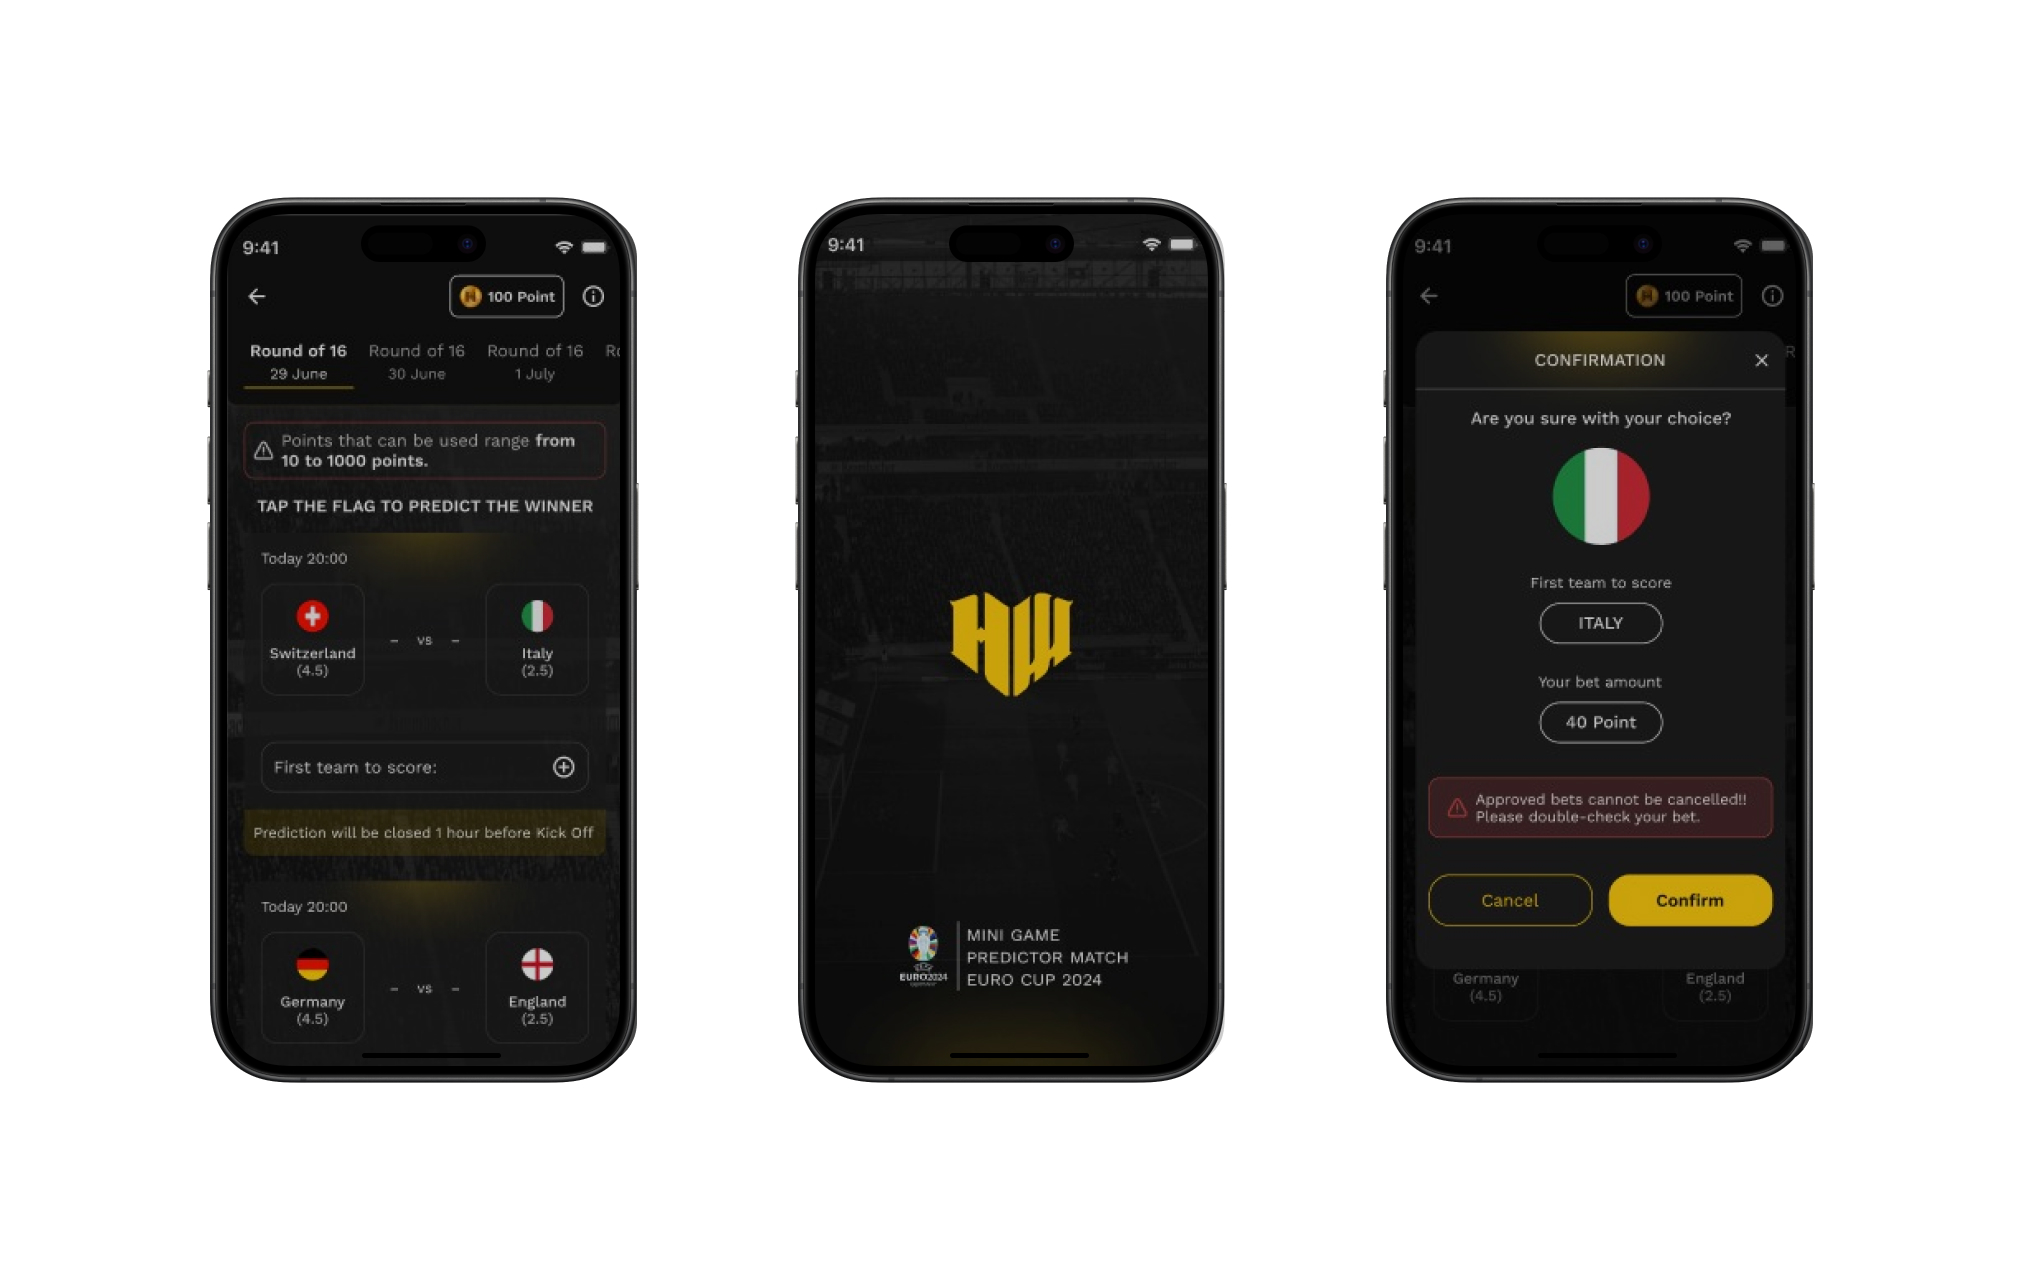 9:41
100 Point
Round of 16 Round of 16 Round of 16
29 June 30 June 1 July
Points that can be used range from
10 to 1000 points.
TAP THE FLAG TO PREDICT THE WINNER
Today 20:00
Switzerland
(4.5)
- vs -
Italy
(2.5)
First team to score:
Prediction will be closed 1 hour before Kick Off
Today 20:00
Germany
(4.5)
- vs -
England
(2.5)
9:41
HW
EURO2024
MINI GAME
PREDICTOR MATCH
EURO CUP 2024
9:41
100 Point
CONFIRMATION
R
Are you sure with your choice?
First team to score
ITALY
Your bet amount
40 Point
Approved bets cannot be cancelled!!
Please double-check your bet.
Cancel
Confirm
Germany
(4.5)
England
(2.5)